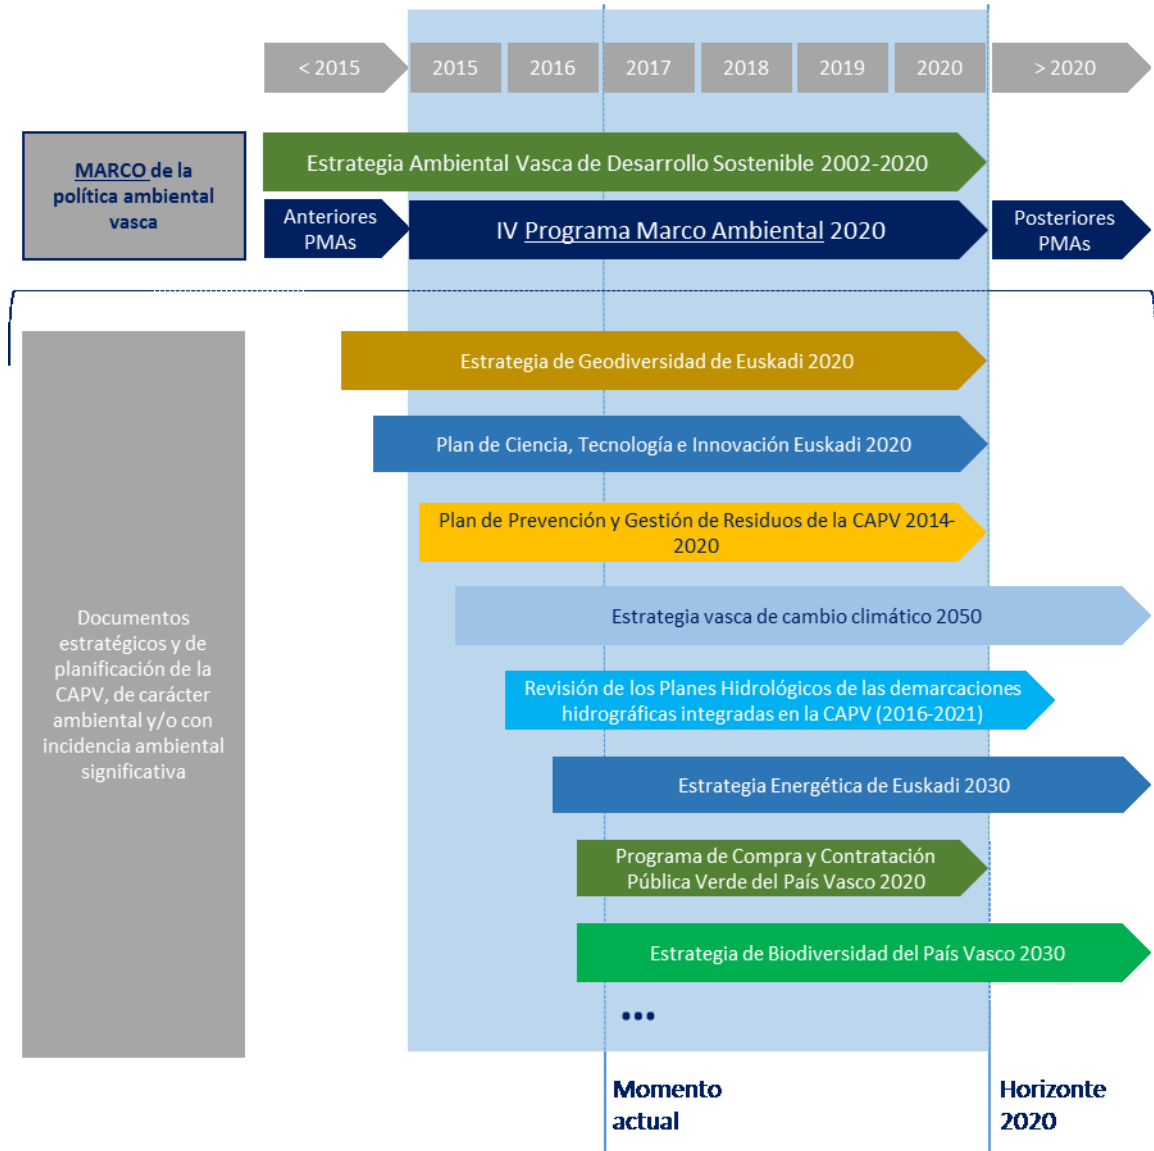 < 2015
2015
2016
2017
2018
2019
2020
> 2020
MARCO de la
política ambiental
vasca
Estrategia Ambiental Vasca de Desarrollo Sostenible 2002-2020
Anteriores
PMAs
IV Programa Marco Ambiental 2020
Posteriores
PMAs
Documentos
estratégicos y de
planificación de la
CAPV, de carácter
ambiental y/o con
incidencia ambiental
significativa
Estrategia de Geodiversidad de Euskadi 2020
Plan de Ciencia, Tecnología e Innovación Euskadi 2020
Plan de Prevención y Gestión de Residuos de la CAPV 2014-
2020
Estrategia vasca de cambio climático 2050
Revisión de los Planes Hidrológicos de las demarcaciones
hidrográficas integradas en la CAPV (2016-2021)
Estrategia Energética de Euskadi 2030
Programa de Compra y Contratación
Pública Verde del País Vasco 2020
Estrategia de Biodiversidad del País Vasco 2030
...
Momento
actual
Horizonte
2020